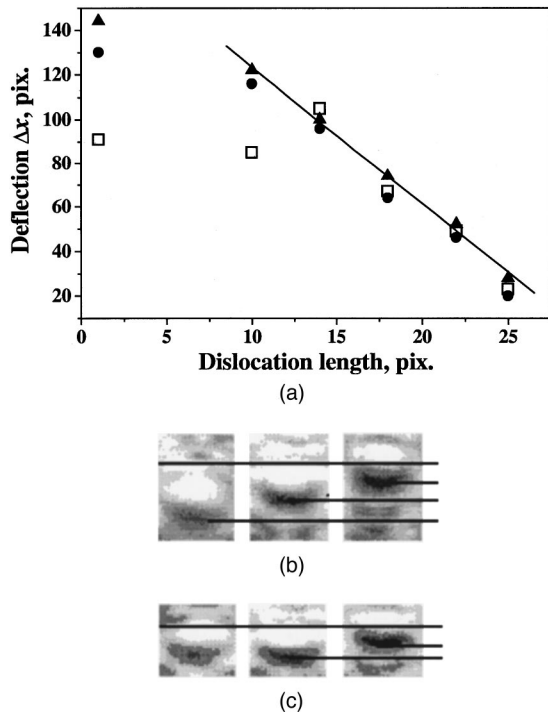 140
120
100
80
60
40
20
Deflection Δx, pix.
0 5 10 15 20 25
Dislocation length, pix.
(a)
(b)
(c)